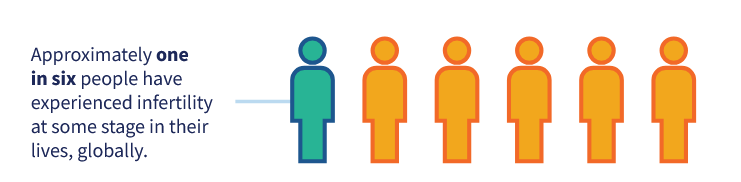 Approximately one
in six people have
experienced infertility
at some stage in their
lives, globally.